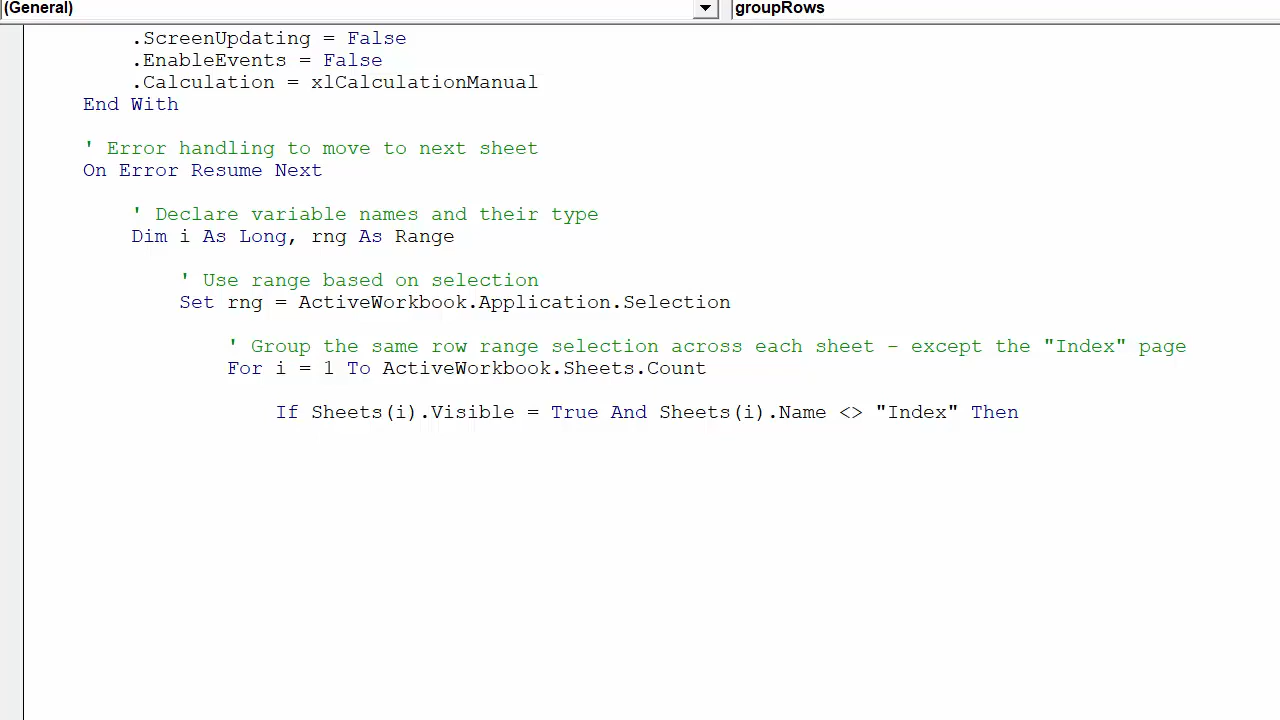 (General)
groupRows
.ScreenUpdating = False
.EnableEvents = False
.Calculation = xlCalculationManual
End With
' Error handling to move to next sheet
On Error Resume Next
' Declare variable names and their type
Dim i As Long, rng As Range
' Use range based on selection
Set rng = ActiveWorkbook.Application.Selection
' Group the same row range selection across each sheet - except the "Index" page
For i = 1 To ActiveWorkbook.Sheets.Count
If Sheets(i).Visible = True And Sheets(i).Name <> "Index" Then